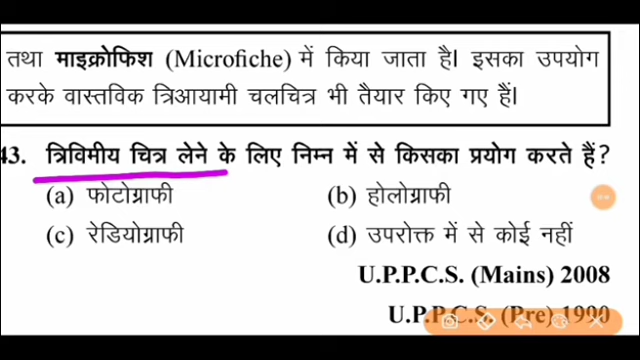 तथा माइक्रोफिश (Microfiche) में किया जाता है। इसका उपयोग
करके वास्तविक त्रिआयामी चलचित्र भी तैयार किए गए हैं।
43. त्रिविमीय चित्र लेने के लिए निम्न में से किसका प्रयोग करते हैं?
(a) फोटोग्राफी (b) होलोग्राफी
(c) रेडियोग्राफी (d) उपरोक्त में से कोई नहीं
U.P.P.C.S. (Mains) 2008
U.P.P.C.S. (Pre) 1990